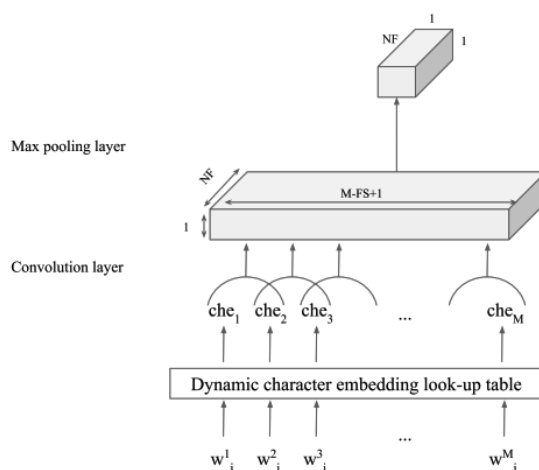 1
NF
1
Max pooling layer
NF
M-FS+1
1
Convolution layer
che₁ che₂ che₃ ... che_M
Dynamic character embedding look-up table
...
w¹ᵢ w²ᵢ w³ᵢ wᴹᵢ